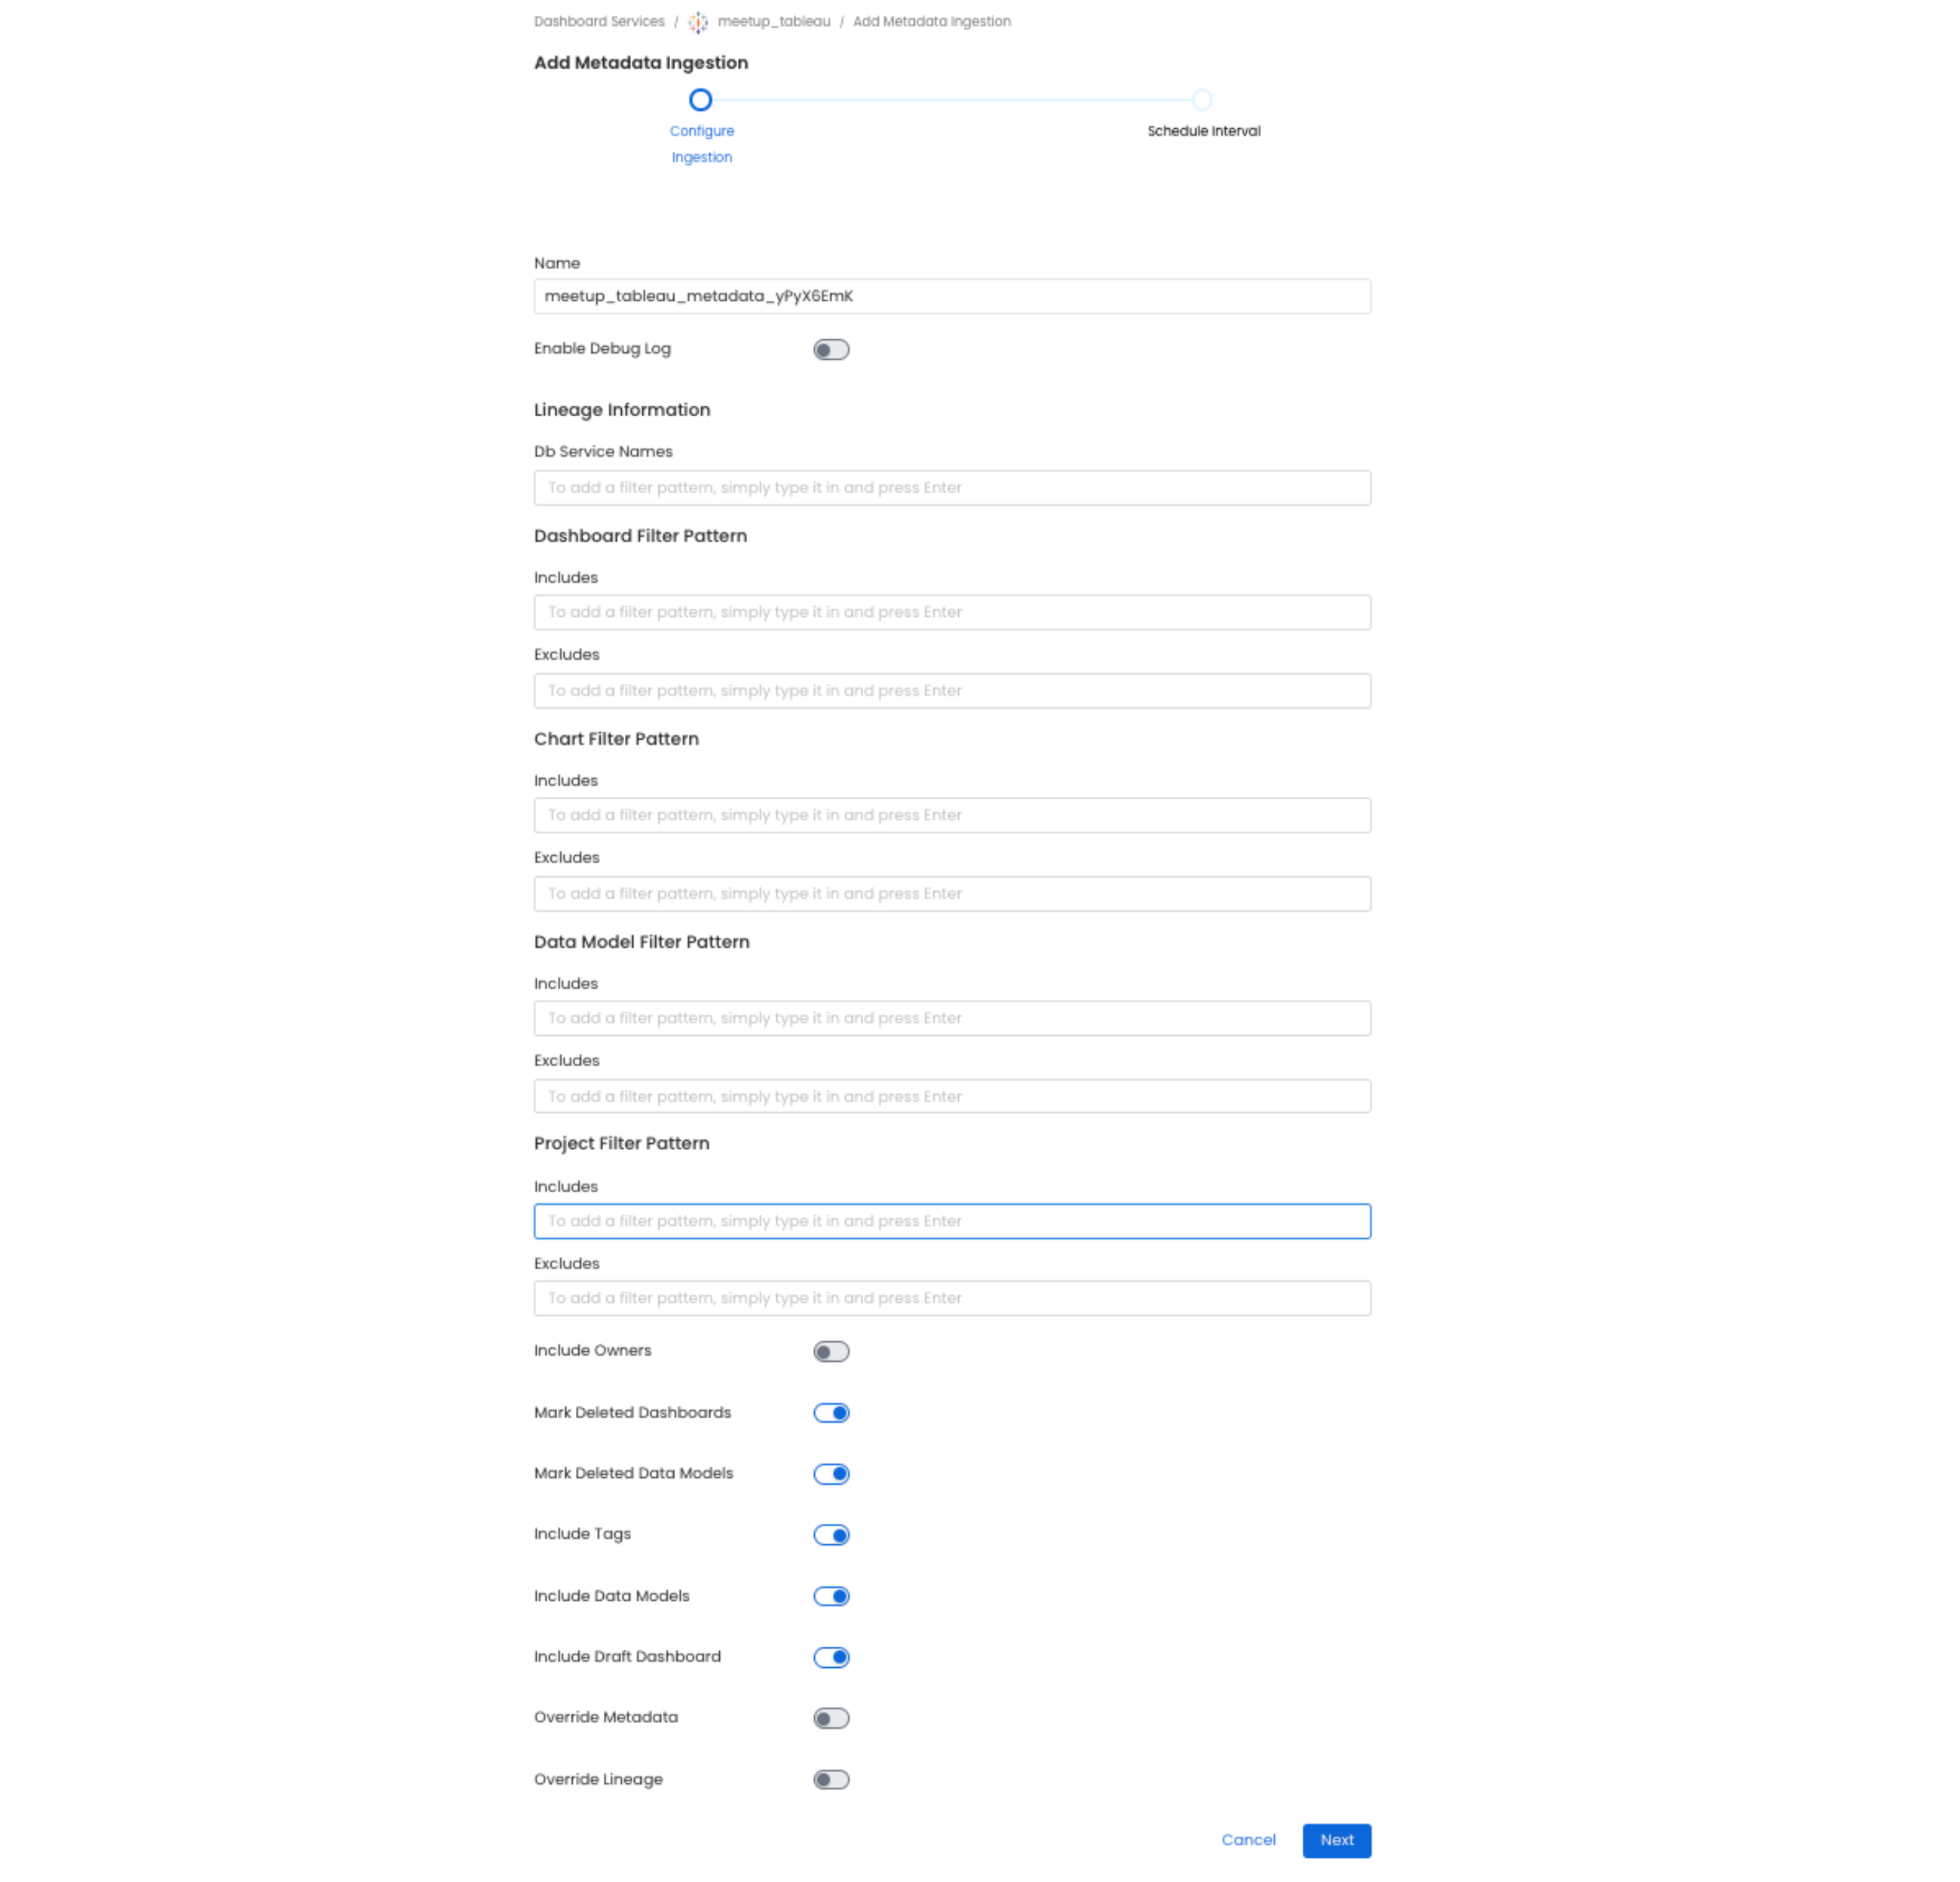 Dashboard Services / meetup_tableau / Add Metadata Ingestion
Add Metadata Ingestion
Configure
Ingestion
Schedule Interval
Name
meetup_tableau_metadata_yPyX6EmK
Enable Debug Log
Lineage Information
Db Service Names
To add a filter pattern, simply type it in and press Enter
Dashboard Filter Pattern
Includes
To add a filter pattern, simply type it in and press Enter
Excludes
To add a filter pattern, simply type it in and press Enter
Chart Filter Pattern
Includes
To add a filter pattern, simply type it in and press Enter
Excludes
To add a filter pattern, simply type it in and press Enter
Data Model Filter Pattern
Includes
To add a filter pattern, simply type it in and press Enter
Excludes
To add a filter pattern, simply type it in and press Enter
Project Filter Pattern
Includes
To add a filter pattern, simply type it in and press Enter
Excludes
To add a filter pattern, simply type it in and press Enter
Include Owners
Mark Deleted Dashboards
Mark Deleted Data Models
Include Tags
Include Data Models
Include Draft Dashboard
Override Metadata
Override Lineage
Cancel
Next